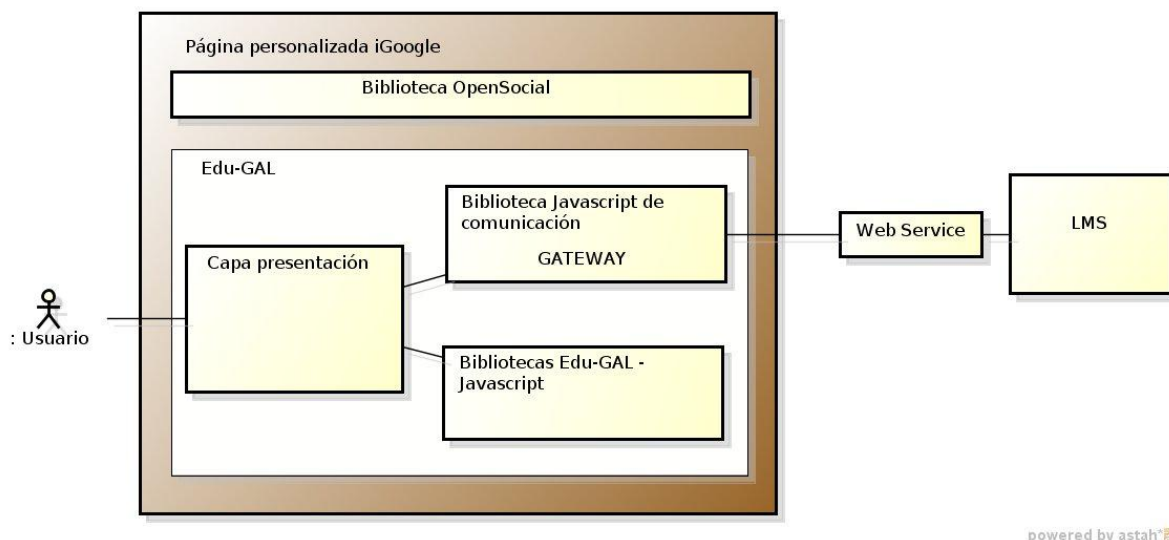 Página personalizada iGoogle
Biblioteca OpenSocial
Edu-GAL
Biblioteca Javascript de
comunicación
GATEWAY
Capa presentación
Web Service
LMS
: Usuario
Bibliotecas Edu-GAL -
Javascript
powered by astah*